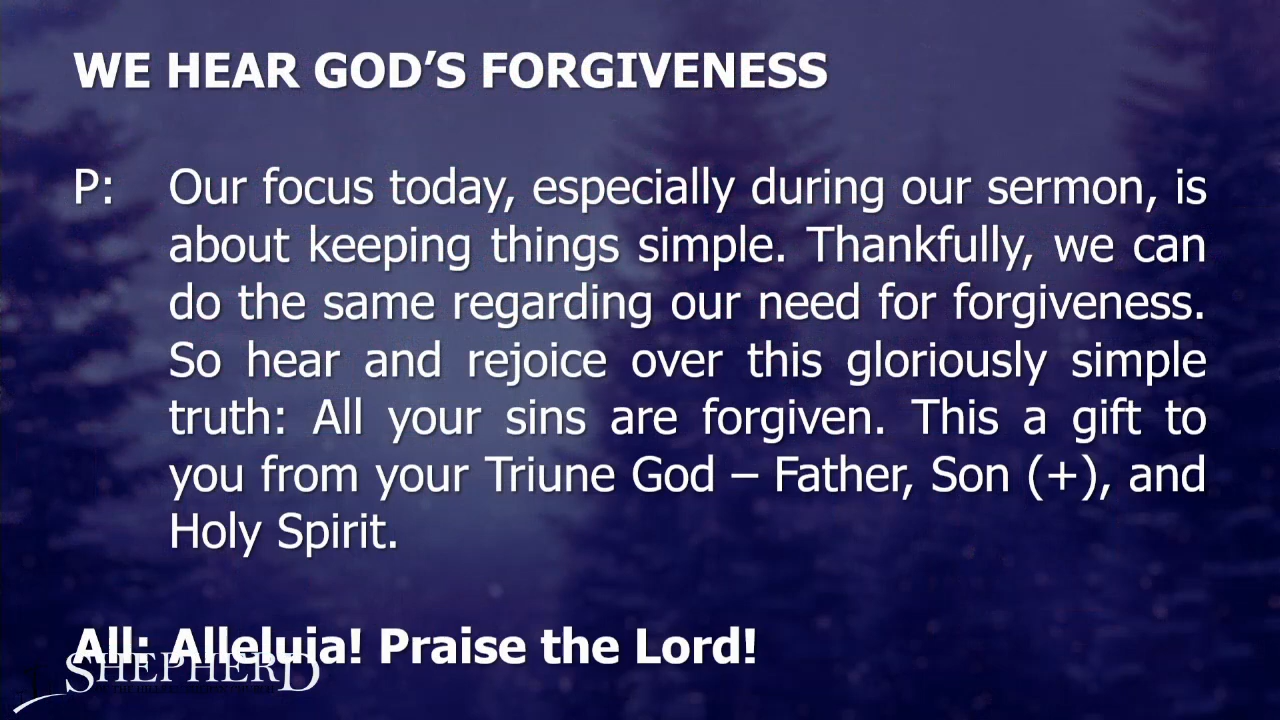 WE HEAR GOD’S FORGIVENESS
P: Our focus today, especially during our sermon, is
about keeping things simple. Thankfully, we can
do the same regarding our need for forgiveness.
So hear and rejoice over this gloriously simple
truth: All your sins are forgiven. This a gift to
you from your Triune God – Father, Son (+), and
Holy Spirit.
All: Alleluia! Praise the Lord!
SHEPHERD